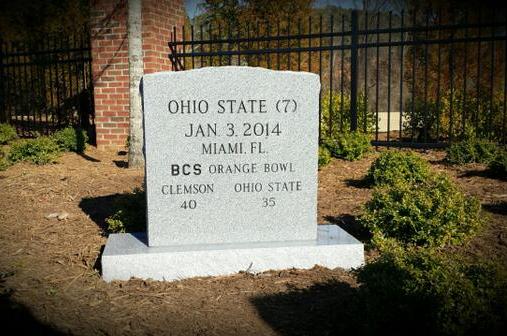 OHIO STATE (7)
JAN 3, 2014
MIAMI, FL.
BCS ORANGE BOWL
CLEMSON OHIO STATE
40 35